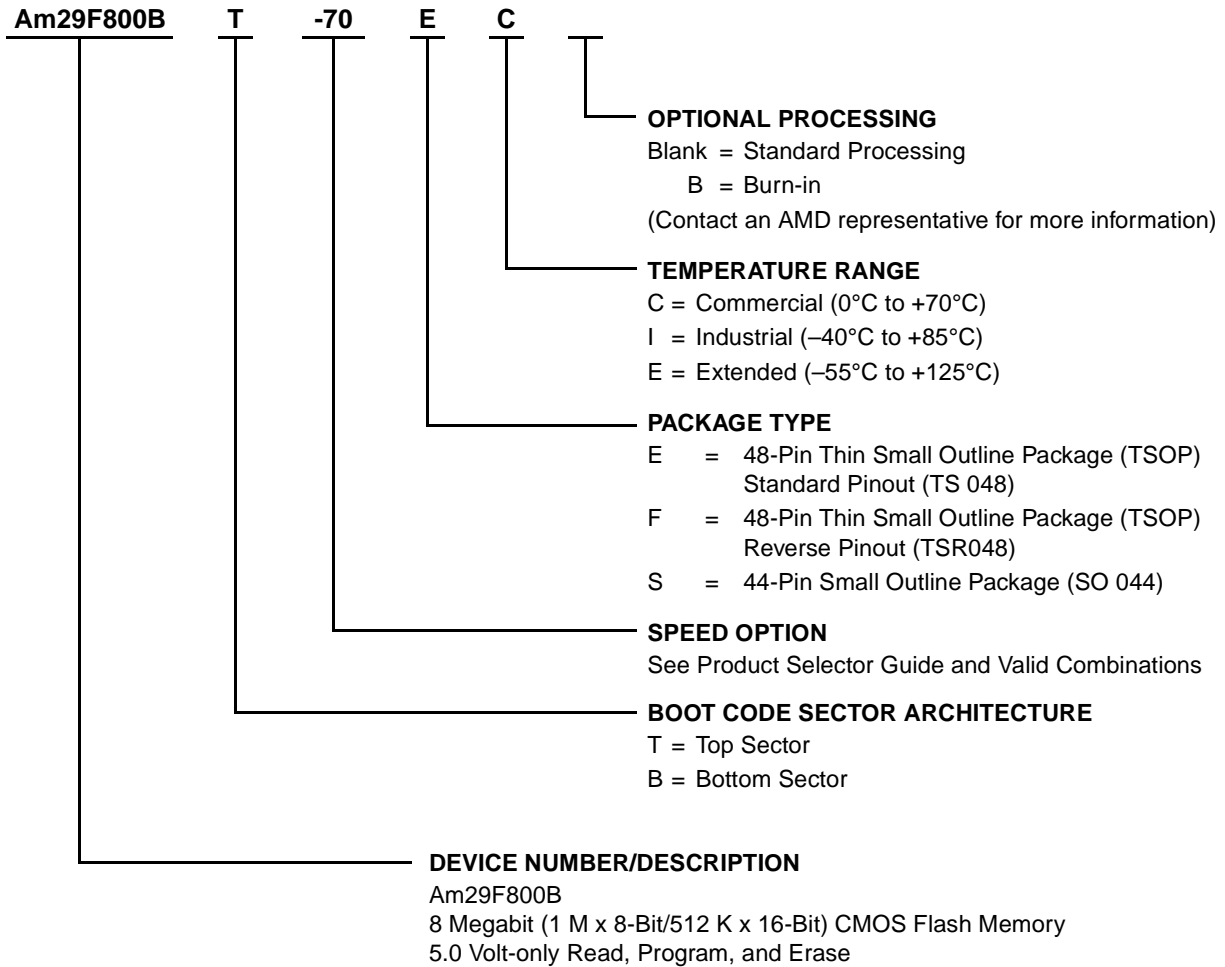 Am29F800B T -70 E C
OPTIONAL PROCESSING
Blank = Standard Processing
B = Burn-in
(Contact an AMD representative for more information)
TEMPERATURE RANGE
C = Commercial (0°C to +70°C)
I = Industrial (–40°C to +85°C)
E = Extended (–55°C to +125°C)
PACKAGE TYPE
E = 48-Pin Thin Small Outline Package (TSOP)
Standard Pinout (TS 048)
F = 48-Pin Thin Small Outline Package (TSOP)
Reverse Pinout (TSR048)
S = 44-Pin Small Outline Package (SO 044)
SPEED OPTION
See Product Selector Guide and Valid Combinations
BOOT CODE SECTOR ARCHITECTURE
T = Top Sector
B = Bottom Sector
DEVICE NUMBER/DESCRIPTION
Am29F800B
8 Megabit (1 M x 8-Bit/512 K x 16-Bit) CMOS Flash Memory
5.0 Volt-only Read, Program, and Erase